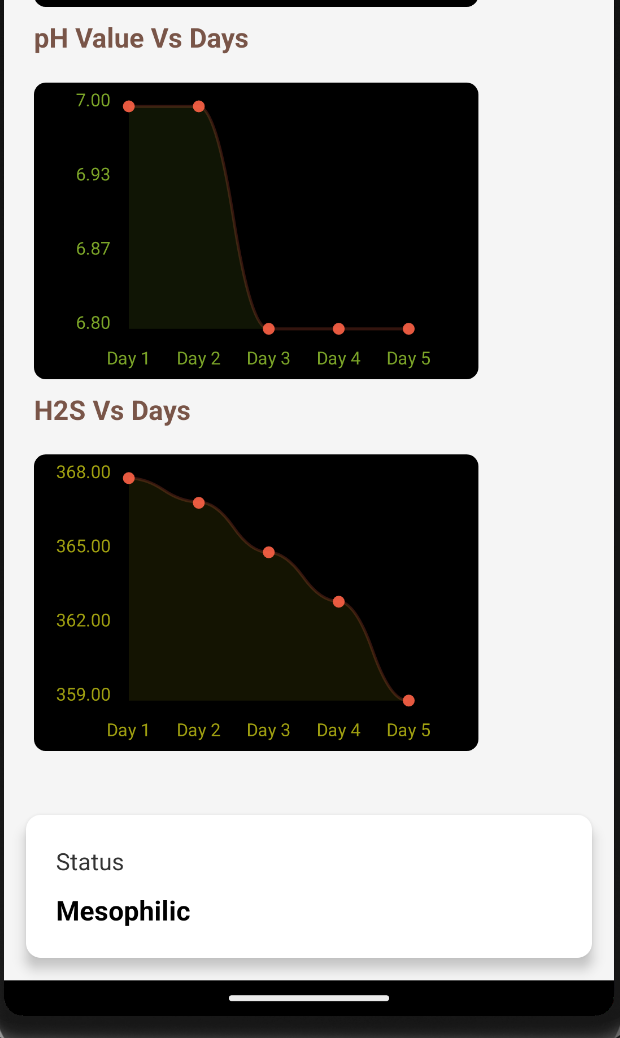 pH Value Vs Days
7.00
6.93
6.87
6.80
Day 1 Day 2 Day 3 Day 4 Day 5
H2S Vs Days
368.00
365.00
362.00
359.00
Day 1 Day 2 Day 3 Day 4 Day 5
Status
Mesophilic